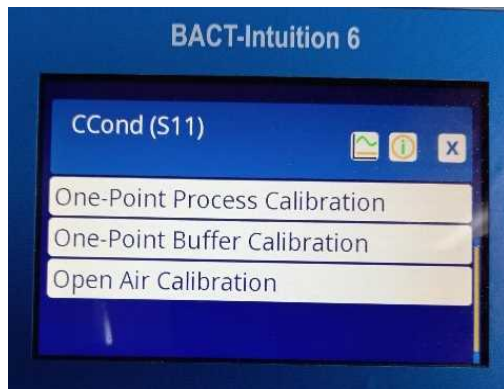 BACT-Intuition 6
CCond (S11)
X
One-Point Process Calibration
One-Point Buffer Calibration
Open Air Calibration